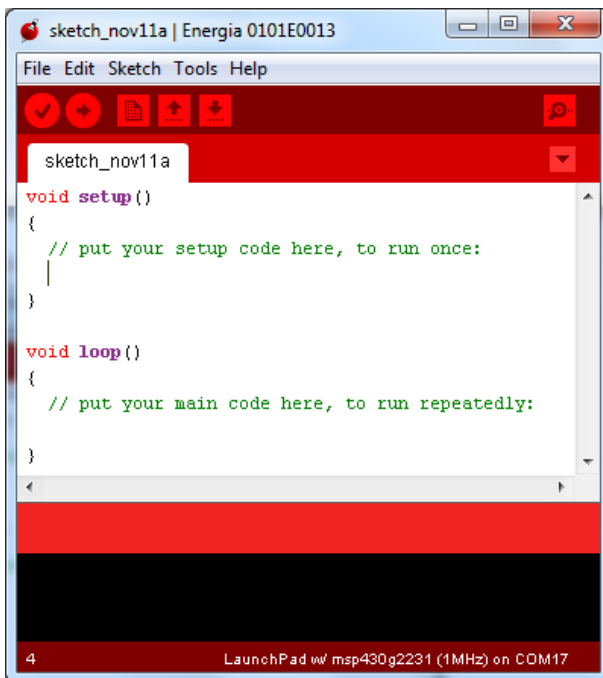 sketch_nov11a | Energia 0101E0013
File Edit Sketch Tools Help
sketch_nov11a
void setup()
{
  // put your setup code here, to run once:
}
void loop()
{
  // put your main code here, to run repeatedly:
}
4 LaunchPad w/ msp430g2231 (1MHz) on COM17